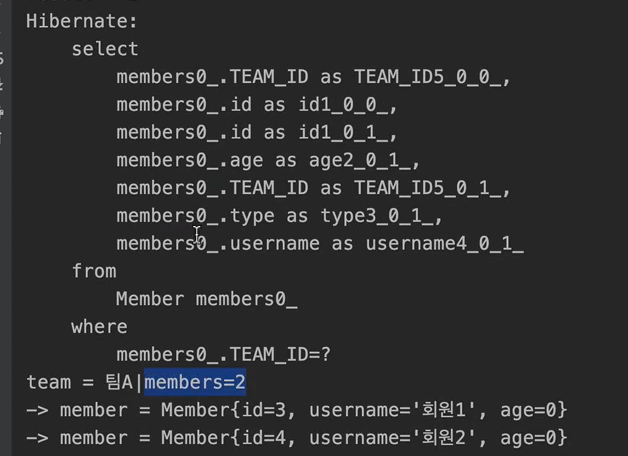 Hibernate:
select
members0_.TEAM_ID as TEAM_ID5_0_0_,
members0_.id as id1_0_0_,
members0_.id as id1_0_1_,
members0_.age as age2_0_1_,
members0_.TEAM_ID as TEAM_ID5_0_1_,
members0_.type as type3_0_1_,
members0_.username as username4_0_1_
from
Member members0_
where
members0_.TEAM_ID=?
team = 팀A|members=2
-> member = Member{id=3, username='회원1', age=0}
-> member = Member{id=4, username='회원2', age=0}